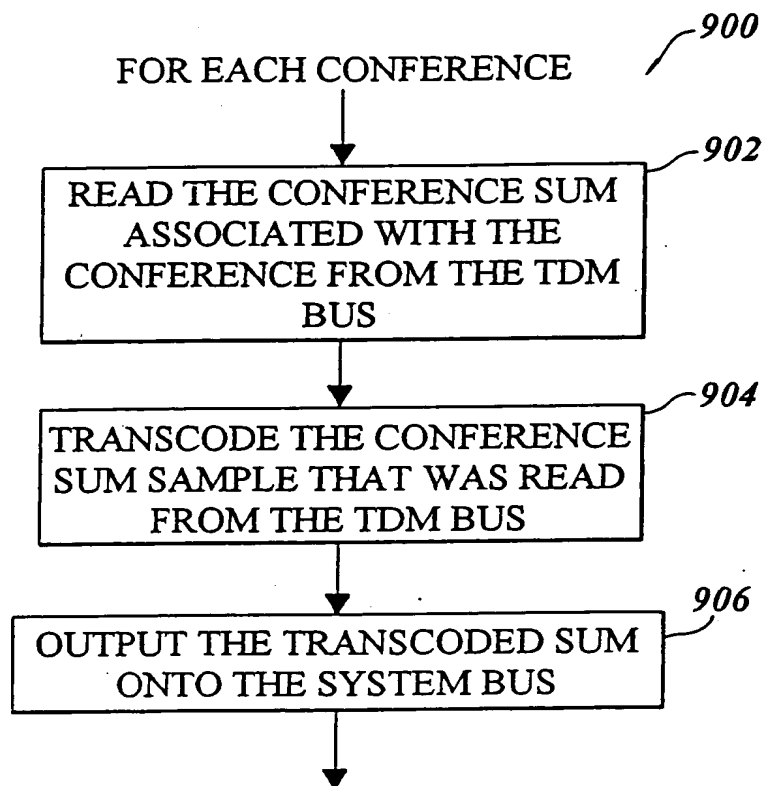 900
FOR EACH CONFERENCE
902
READ THE CONFERENCE SUM
ASSOCIATED WITH THE
CONFERENCE FROM THE TDM
BUS
904
TRANSCODE THE CONFERENCE
SUM SAMPLE THAT WAS READ
FROM THE TDM BUS
906
OUTPUT THE TRANSCODED SUM
ONTO THE SYSTEM BUS